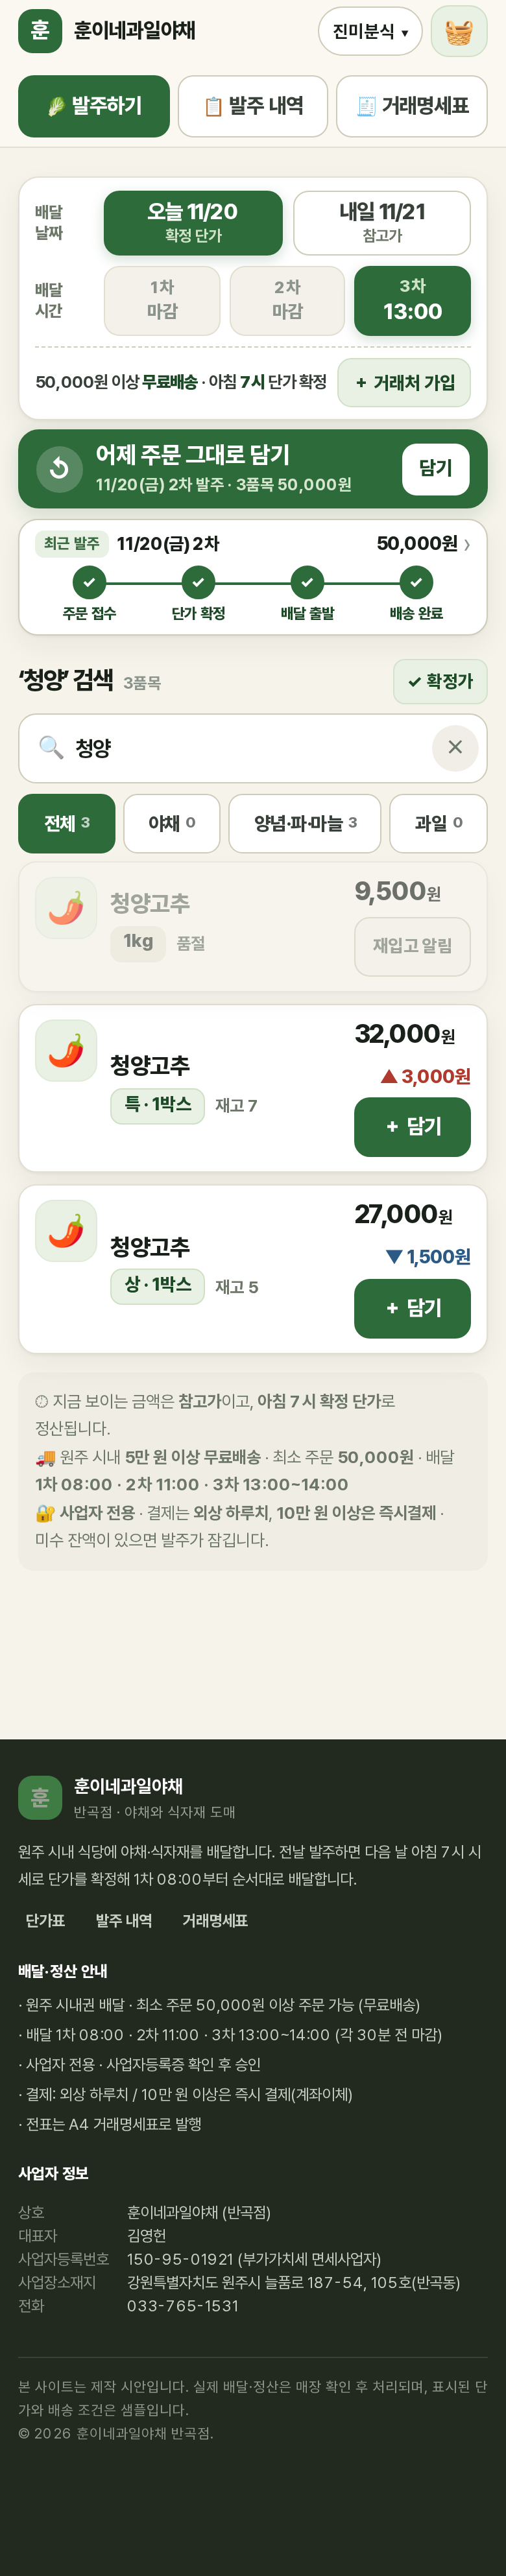 훈 훈이네과일야채 진미분식 ▾
발주하기 발주 내역 거래명세표
배달
날짜
오늘 11/20
확정 단가
내일 11/21
참고가
배달
시간
1차
마감
2차
마감
3차
13:00
50,000원 이상 무료배송 · 아침 7시 단가 확정
+ 거래처 가입
어제 주문 그대로 담기
11/20(금) 2차 발주 · 3품목 50,000원
담기
최근 발주 11/20(금) 2차 50,000원 ›
주문 접수 단가 확정 배달 출발 배송 완료
‘청양’ 검색 3품목 ✓ 확정가
청양 ×
전체 3 야채 0 양념·파·마늘 3 과일 0
청양고추
1kg 품절
9,500원
재입고 알림
청양고추
특 · 1박스 재고 7
32,000원
▲ 3,000원
+ 담기
청양고추
상 · 1박스 재고 5
27,000원
▼ 1,500원
+ 담기
⏱ 지금 보이는 금액은 참고가이고, 아침 7시 확정 단가로
정산됩니다.
🚚 원주 시내 5만 원 이상 무료배송 · 최소 주문 50,000원 · 배달
1차 08:00 · 2차 11:00 · 3차 13:00~14:00
🔐 사업자 전용 · 결제는 외상 하루치, 10만 원 이상은 즉시결제 ·
미수 잔액이 있으면 발주가 잠깁니다.
훈 훈이네과일야채
반곡점 · 야채와 식자재 도매
원주 시내 식당에 야채·식자재를 배달합니다. 전날 발주하면 다음 날 아침 7시 시
세로 단가를 확정해 1차 08:00부터 순서대로 배달합니다.
단가표 발주 내역 거래명세표
배달·정산 안내
· 원주 시내권 배달 · 최소 주문 50,000원 이상 주문 가능 (무료배송)
· 배달 1차 08:00 · 2차 11:00 · 3차 13:00~14:00 (각 30분 전 마감)
· 사업자 전용 · 사업자등록증 확인 후 승인
· 결제: 외상 하루치 / 10만 원 이상은 즉시 결제(계좌이체)
· 전표는 A4 거래명세표로 발행
사업자 정보
상호 훈이네과일야채 (반곡점)
대표자 김영헌
사업자등록번호 150-95-01921 (부가가치세 면세사업자)
사업장소재지 강원특별자치도 원주시 늘품로 187-54, 105호(반곡동)
전화 033-765-1531
본 사이트는 제작 시안입니다. 실제 배달·정산은 매장 확인 후 처리되며, 표시된 단
가와 배송 조건은 샘플입니다.
© 2026 훈이네과일야채 반곡점.